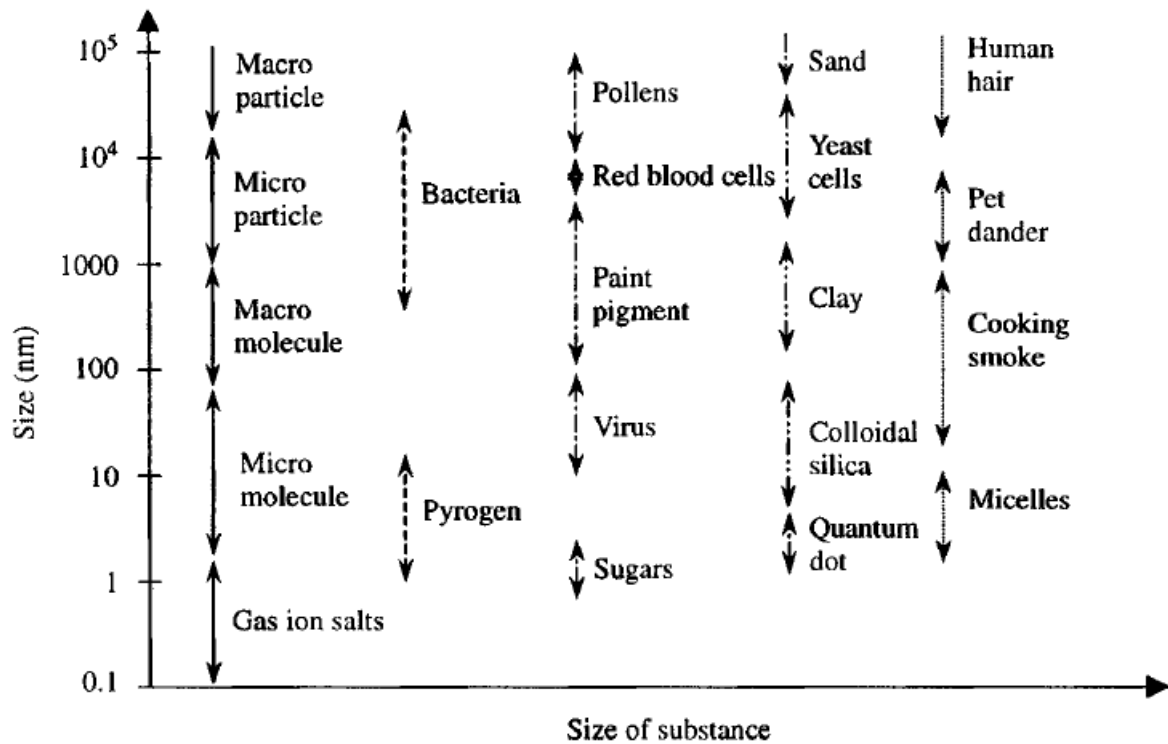 10⁵
10⁴
1000
100
10
1
0.1
Size (nm)
Macro
particle
Micro
particle
Macro
molecule
Micro
molecule
Gas ion salts
Bacteria
Pyrogen
Pollens
Red blood cells
Paint
pigment
Virus
Sugars
Sand
Yeast
cells
Clay
Colloidal
silica
Quantum
dot
Human
hair
Pet
dander
Cooking
smoke
Micelles
Size of substance